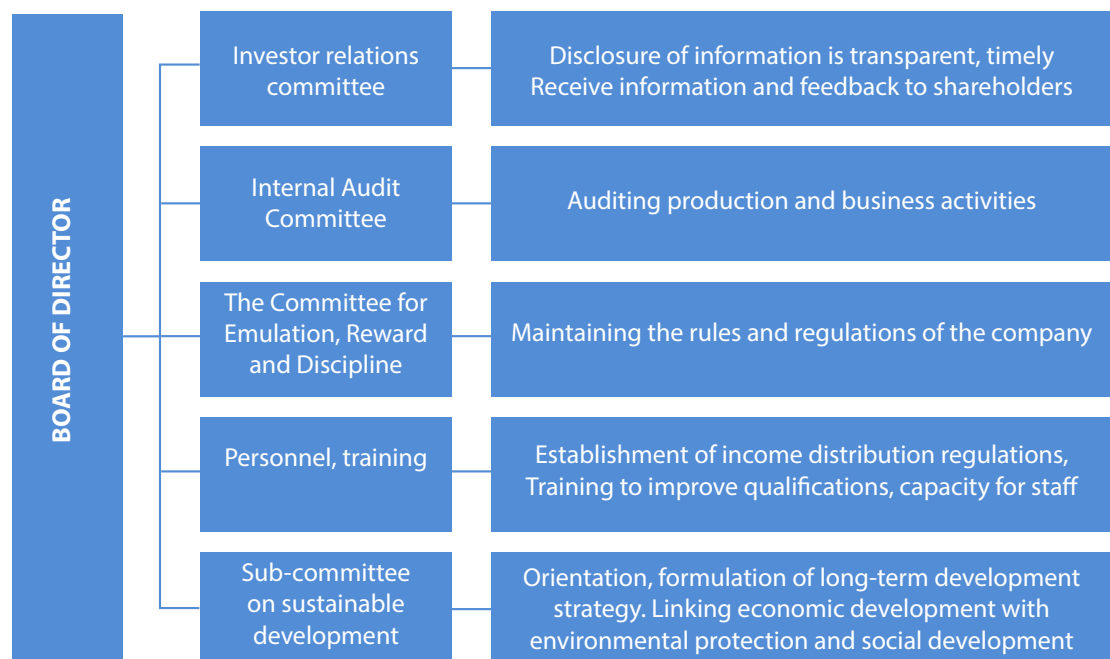 BOARD OF DIRECTOR
Investor relations
committee
Disclosure of information is transparent, timely
Receive information and feedback to shareholders
Internal Audit
Committee
Auditing production and business activities
The Committee for
Emulation, Reward
and Discipline
Maintaining the rules and regulations of the company
Personnel, training
Establishment of income distribution regulations,
Training to improve qualifications, capacity for staff
Sub-committee
on sustainable
development
Orientation, formulation of long-term development
strategy. Linking economic development with
environmental protection and social development